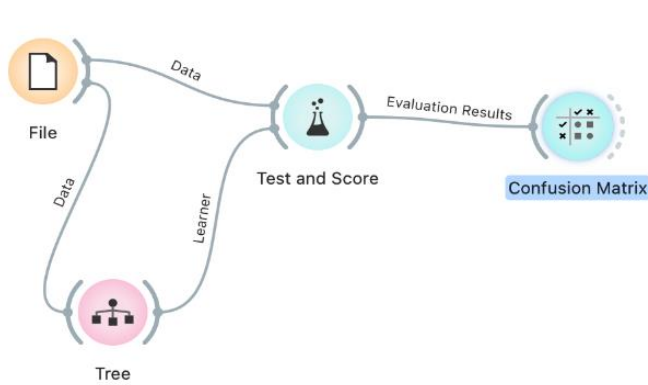 Data
File
Evaluation Results
Test and Score
Confusion Matrix
Data
Learner
Tree